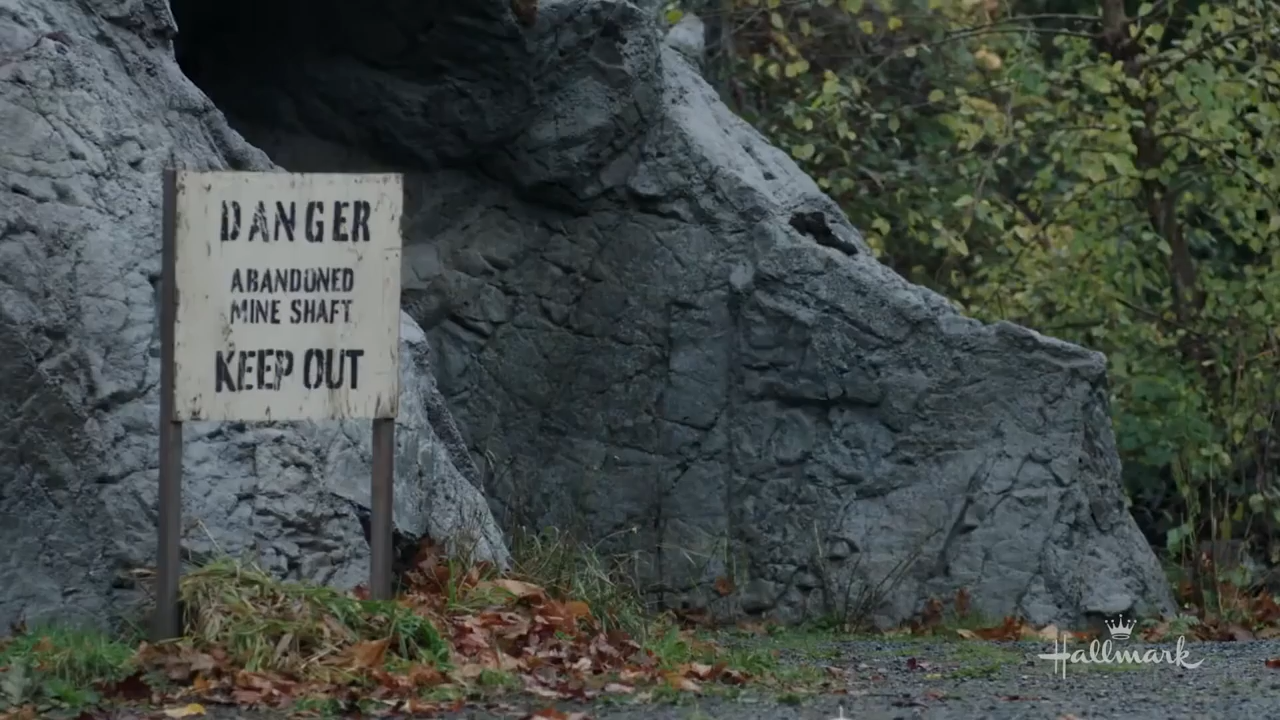 DANGER
ABANDONED
MINE SHAFT
KEEP OUT
Hallmark